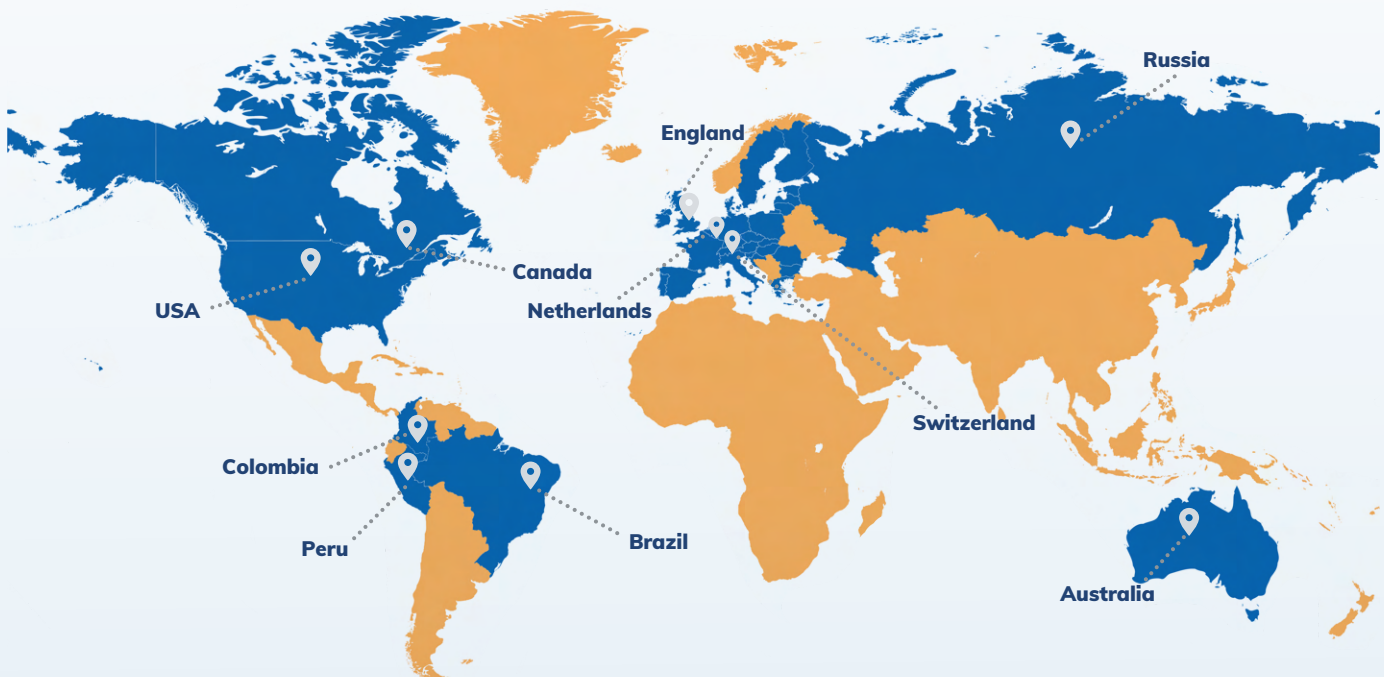 Russia
England
Canada
USA
Netherlands
Switzerland
Colombia
Brazil
Peru
Australia